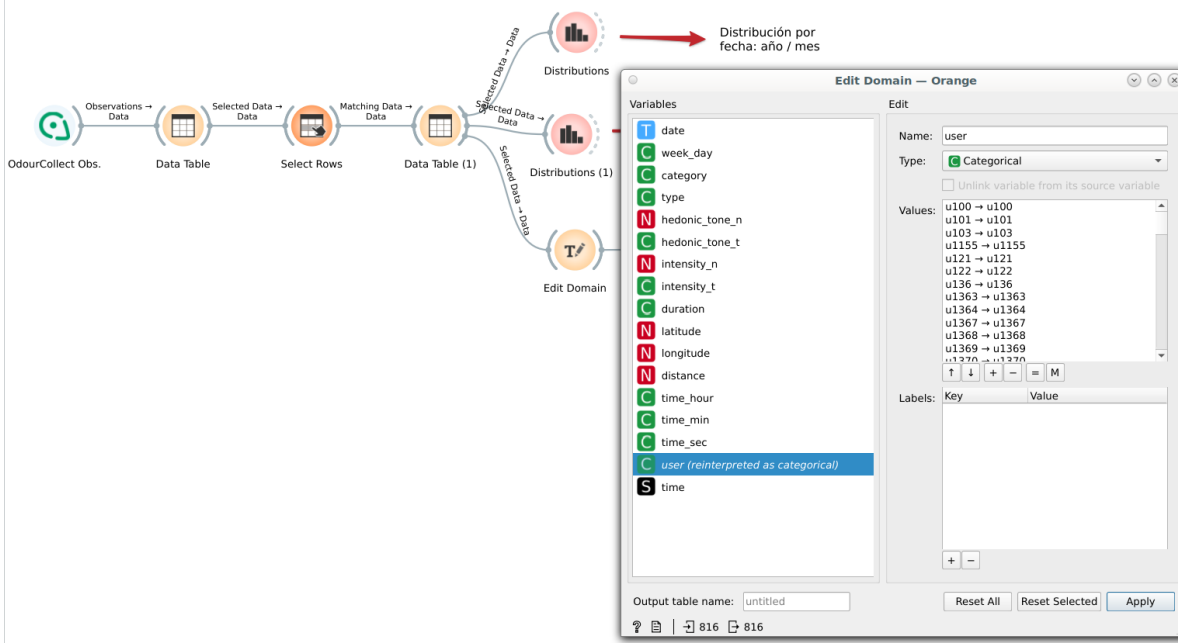 Distribución por
fecha: año / mes
Selected Data → Data
Distributions
Observations →
Data
Selected Data →
Data
Matching Data →
Data
Selected Data →
Data
OdourCollect Obs.
Data Table
Select Rows
Data Table (1)
Distributions (1)
Selected Data → Data
T
Edit Domain
Edit Domain — Orange
Variables
T date
C week_day
C category
C type
N hedonic_tone_n
C hedonic_tone_t
N intensity_n
C intensity_t
C duration
N latitude
N longitude
N distance
C time_hour
C time_min
C time_sec
C user (reinterpreted as categorical)
S time
Edit
Name: user
Type: C Categorical
Unlink variable from its source variable
Values:
u100 → u100
u101 → u101
u103 → u103
u1155 → u1155
u121 → u121
u122 → u122
u136 → u136
u1363 → u1363
u1364 → u1364
u1367 → u1367
u1368 → u1368
u1369 → u1369
u1370 → u1370
↑ ↓ + − = M
Labels: Key Value
+ −
Output table name: untitled
Reset All Reset Selected Apply
? 816 816